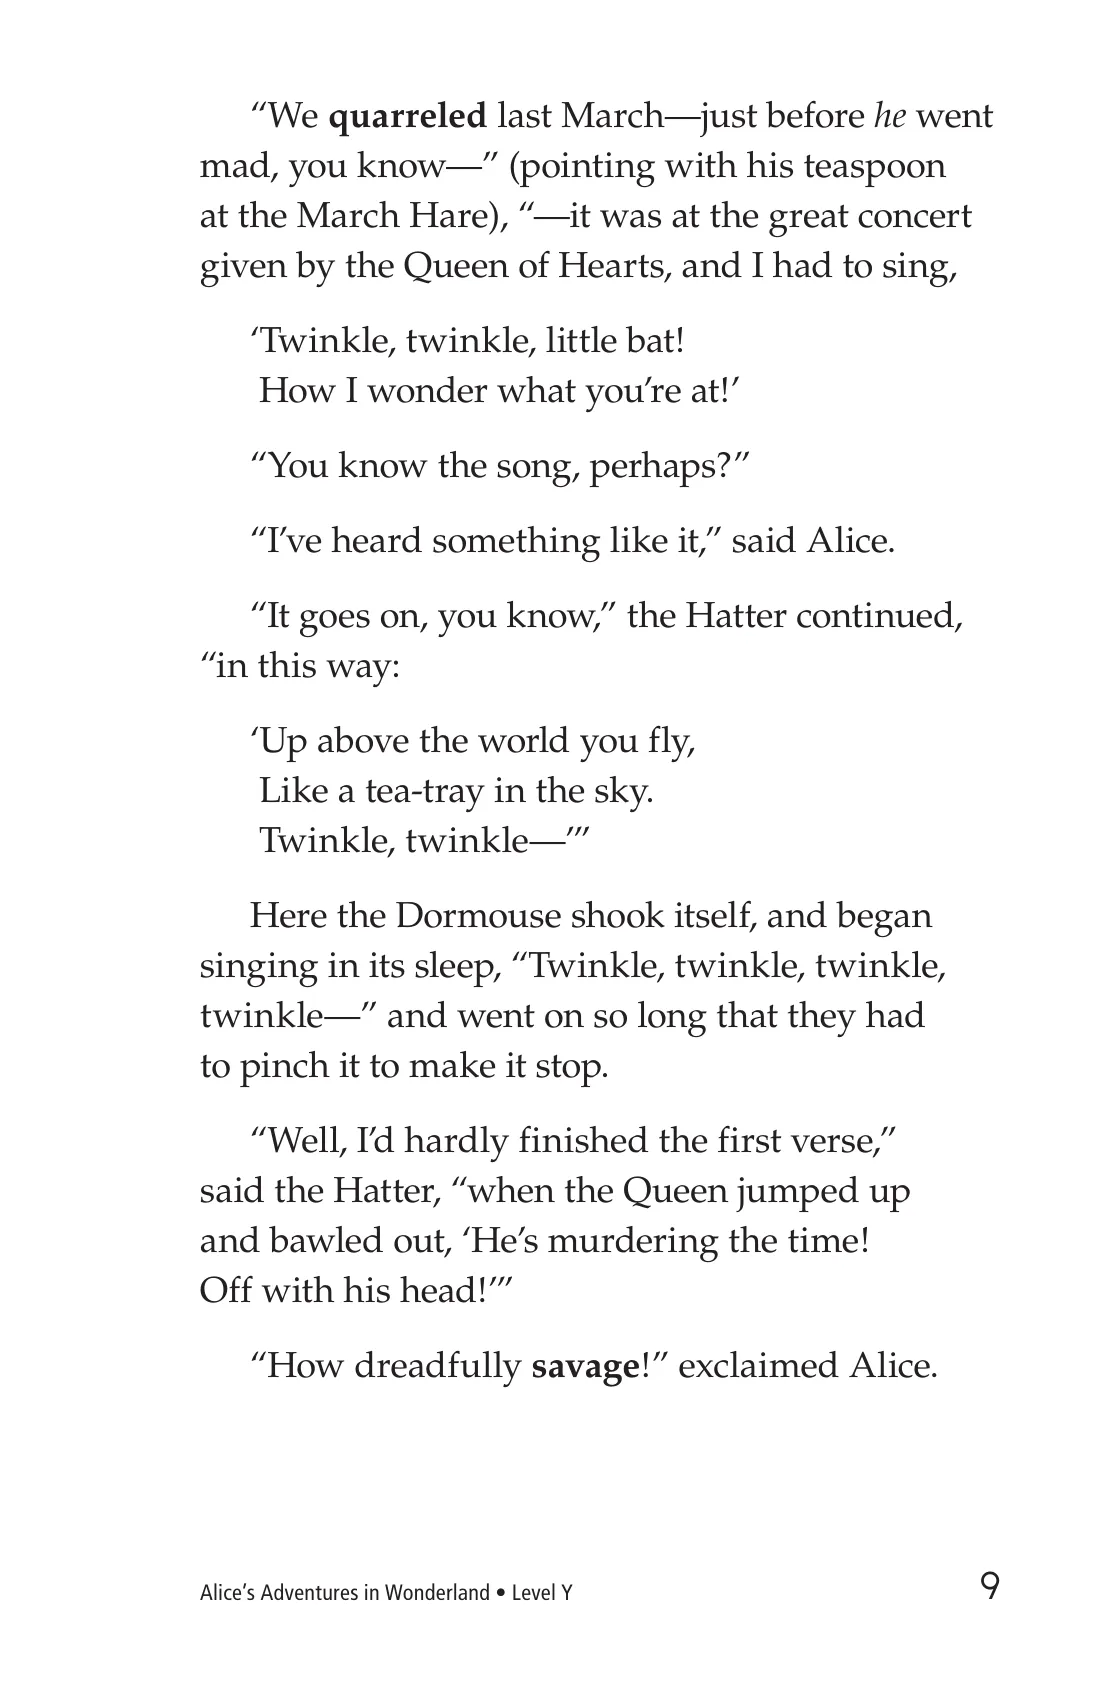 “We quarreled last March—just before he went
mad, you know—” (pointing with his teaspoon
at the March Hare), “—it was at the great concert
given by the Queen of Hearts, and I had to sing,
‘Twinkle, twinkle, little bat!
How I wonder what you’re at!’
“You know the song, perhaps?”
“I’ve heard something like it,” said Alice.
“It goes on, you know,” the Hatter continued,
“in this way:
‘Up above the world you fly,
Like a tea-tray in the sky.
Twinkle, twinkle—’”
Here the Dormouse shook itself, and began
singing in its sleep, “Twinkle, twinkle, twinkle,
twinkle—” and went on so long that they had
to pinch it to make it stop.
“Well, I’d hardly finished the first verse,”
said the Hatter, “when the Queen jumped up
and bawled out, ‘He’s murdering the time!
Off with his head!’”
“How dreadfully savage!” exclaimed Alice.
Alice’s Adventures in Wonderland • Level Y 9